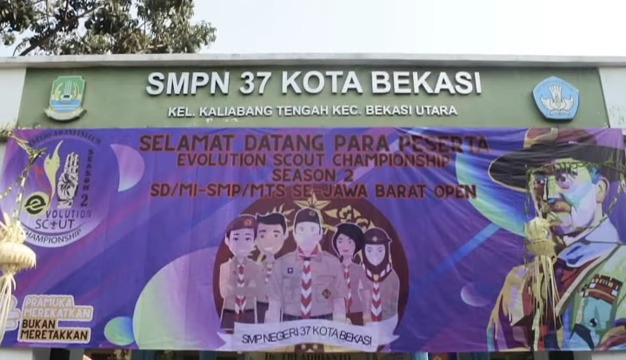 SMPN 37 KOTA BEKASI
KEL. KALIABANG TENGAH KEC. BEKASI UTARA
SELAMAT DATANG PARA PESERTA
EVOLUTION SCOUT CHAMPIONSHIP
SEASON 2
SD/MI-SMP/MTS SE-JAWA BARAT OPEN
SEASON 2
EVOLUTION
SCOUT
CHAMPIONSHIP
PRAMUKA
MEREKATKAN
BUKAN
MERETAKKAN
SMP NEGERI 37 KOTA BEKASI